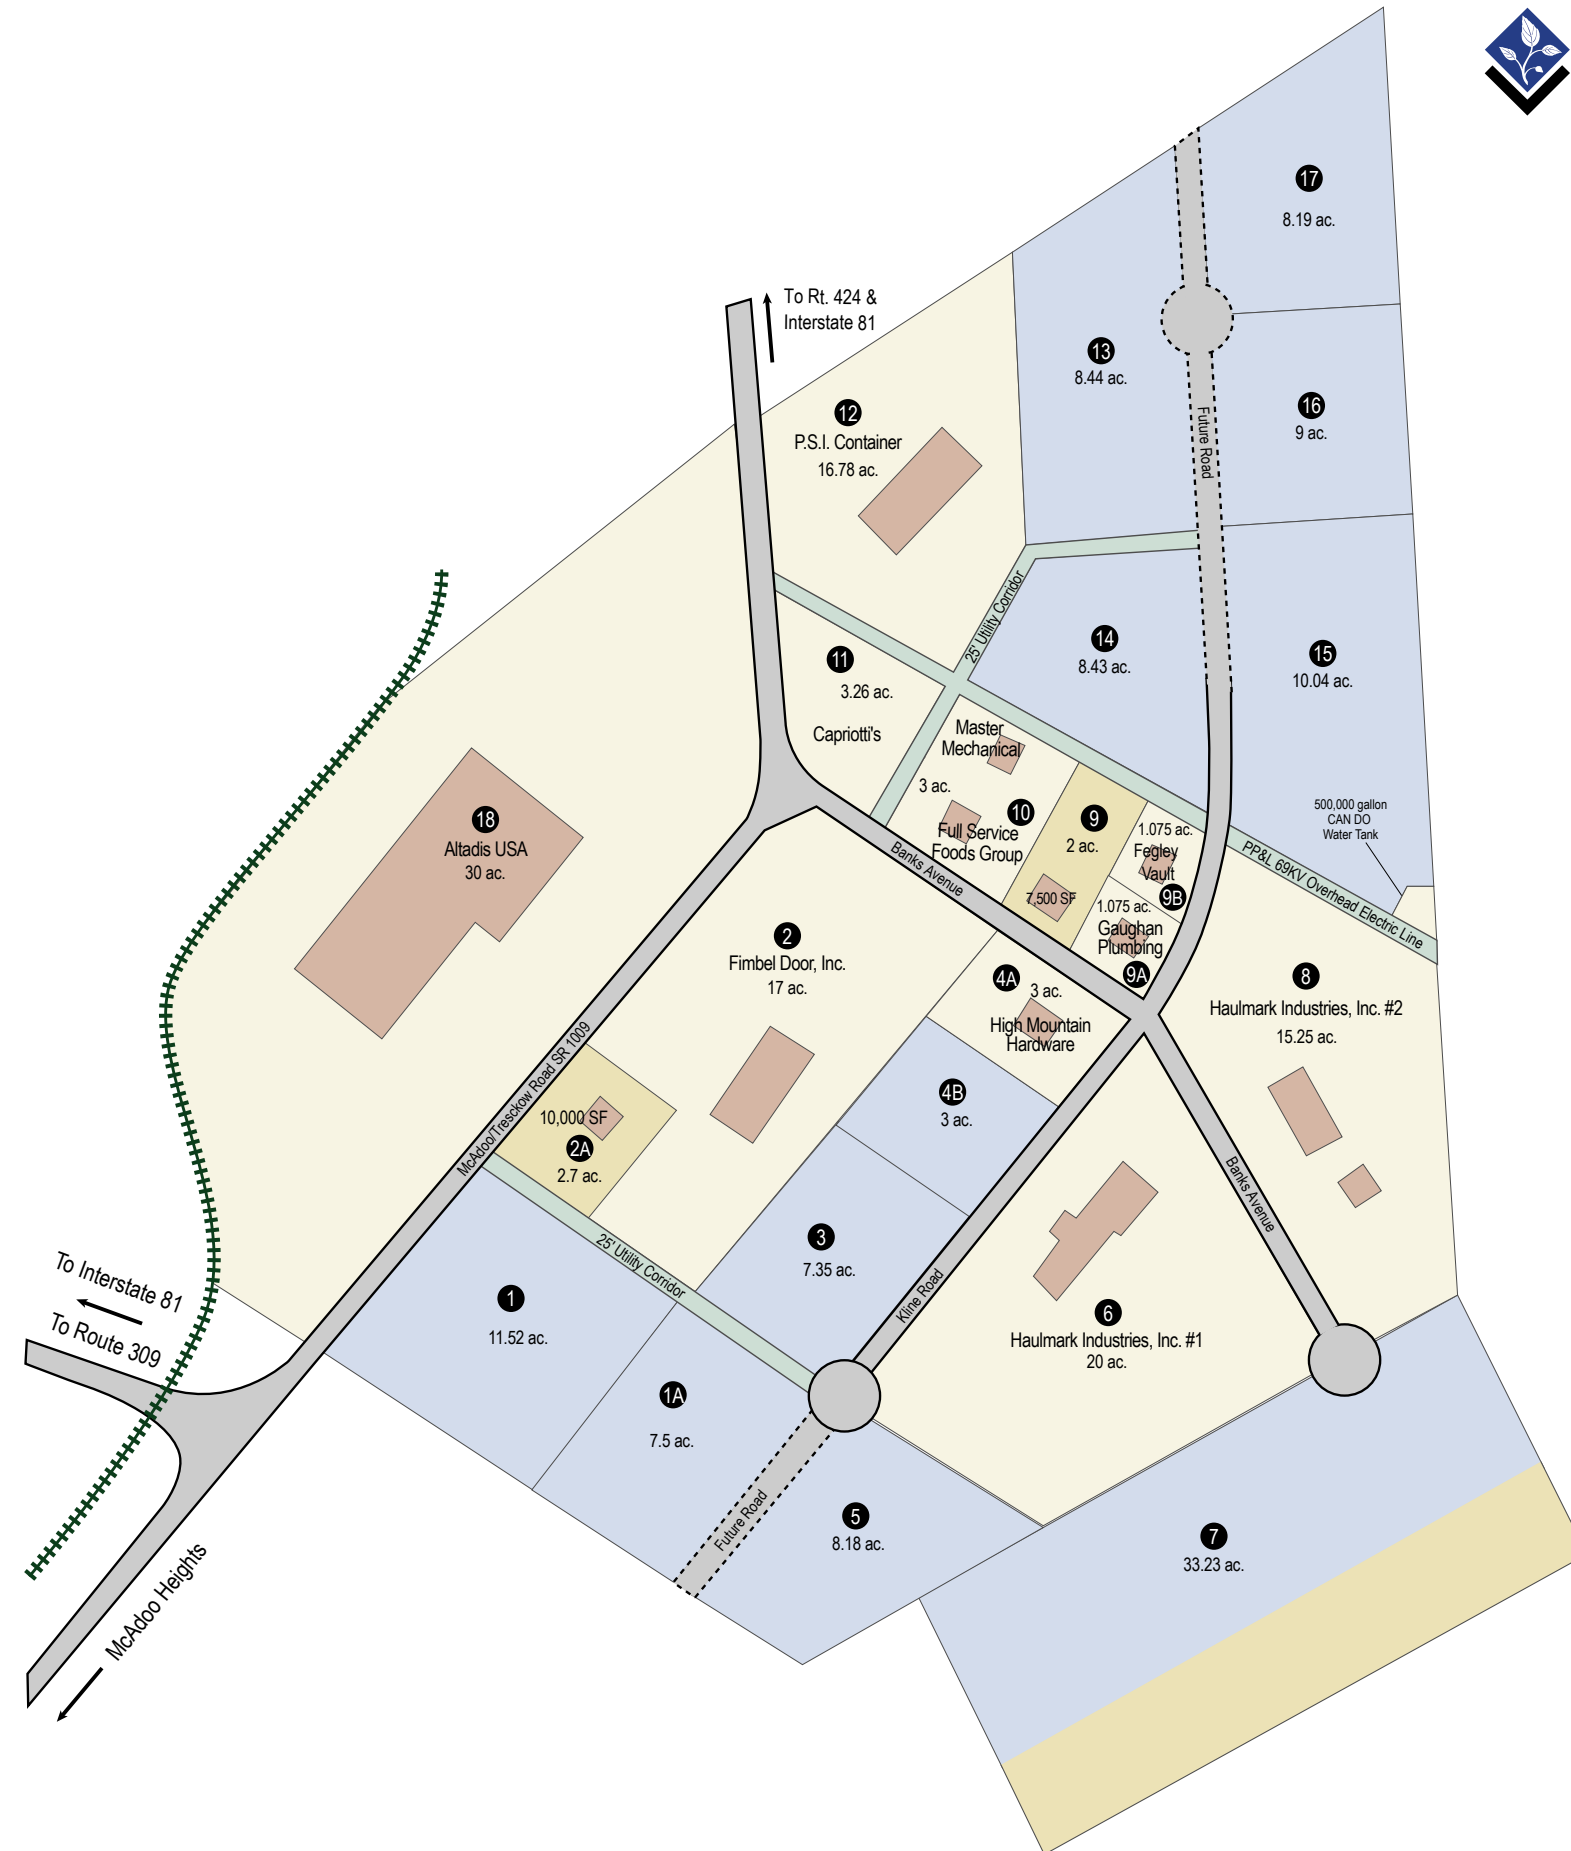 17
8.19 ac.
To Rt. 424 &
Interstate 81
13
8.44 ac.
16
9 ac.
Future Road
12
P.S.I. Container
16.78 ac.
25' Utility Corridor
14
8.43 ac.
15
10.04 ac.
11
3.26 ac.
Capriotti's
Master
Mechanical
3 ac.
10
Full Service
Foods Group
9
2 ac.
7,500 SF
1.075 ac.
Fegley
Vault
9B
1.075 ac.
Gaughan
Plumbing
9A
500,000 gallon
CAN DO
Water Tank
PP&L 69KV Overhead Electric Line
Banks Avenue
18
Altadis USA
30 ac.
2
Fimbel Door, Inc.
17 ac.
4A
3 ac.
High Mountain
Hardware
8
Haulmark Industries, Inc. #2
15.25 ac.
McAdoo/Tresckow Road SR 1009
10,000 SF
2A
2.7 ac.
4B
3 ac.
Banks Avenue
25' Utility Corridor
3
7.35 ac.
Kline Road
6
Haulmark Industries, Inc. #1
20 ac.
To Interstate 81
To Route 309
1
11.52 ac.
1A
7.5 ac.
Future Road
5
8.18 ac.
7
33.23 ac.
McAdoo Heights